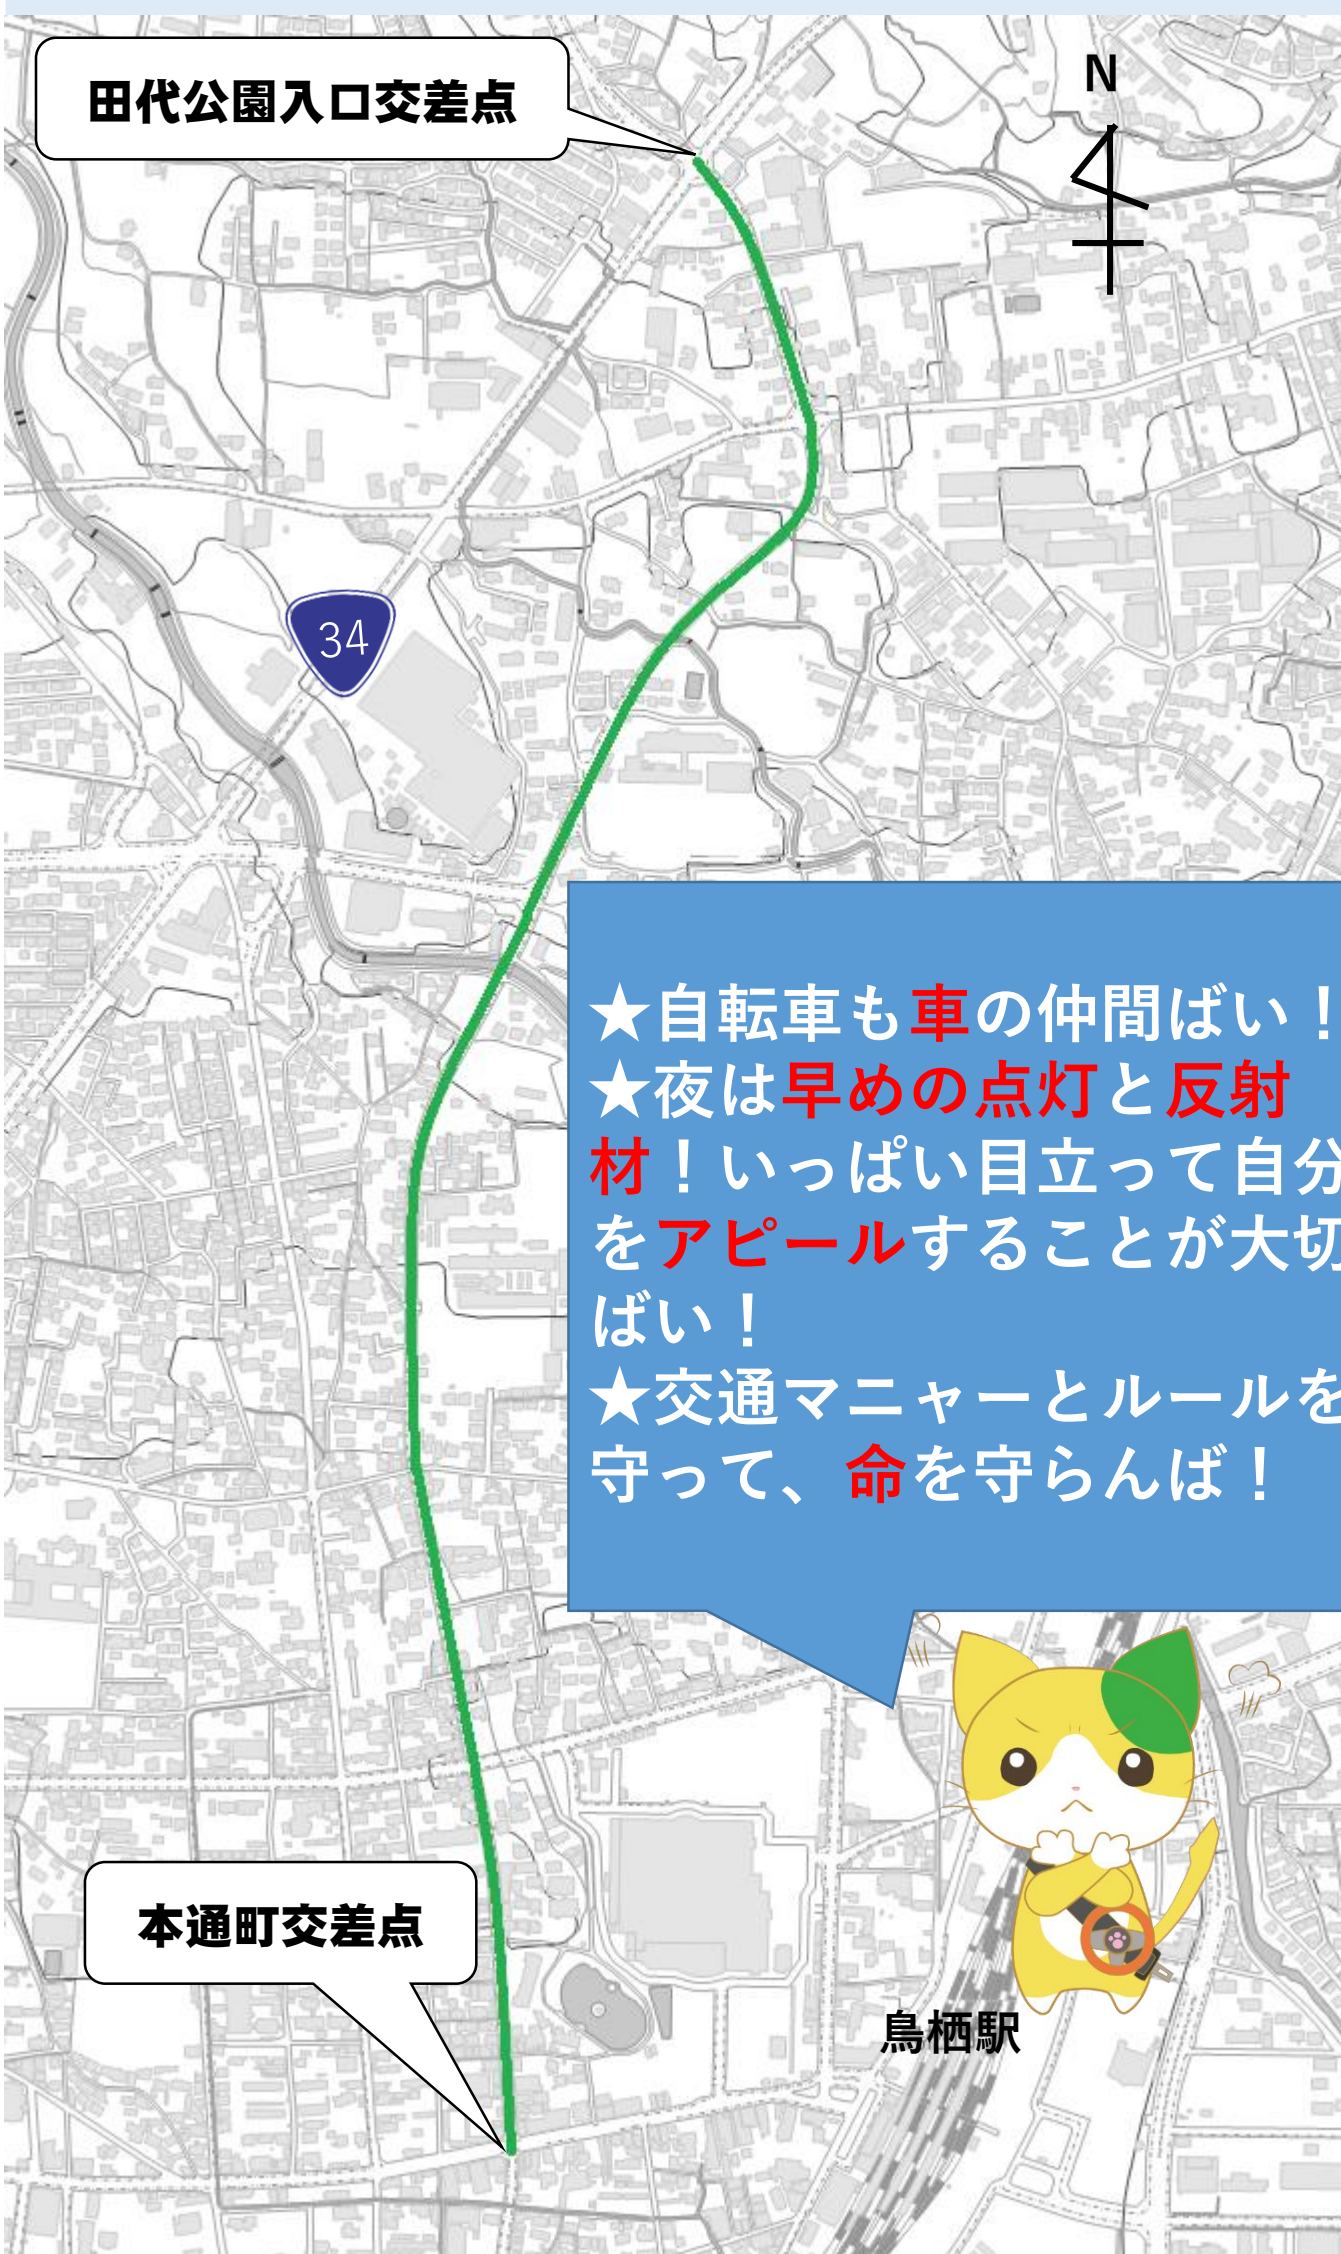 田代公園入口交差点
N
34
★自転車も車の仲間ばい！
★夜は早めの点灯と反射
材！いっぱい目立って自分
をアピールすることが大切
ばい！
★交通マニャーとルールを
守って、命を守らんば！
本通町交差点
鳥栖駅